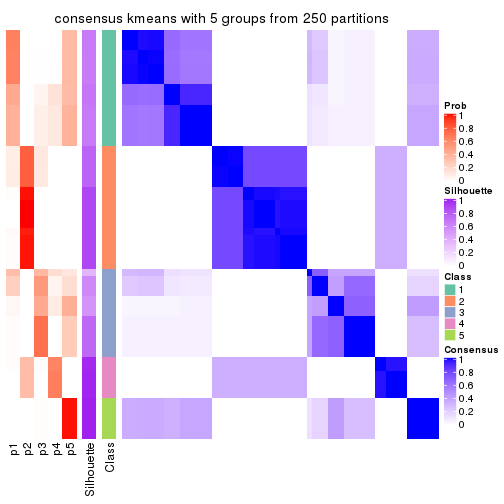 consensus kmeans with 5 groups from 250 partitions
Prob
1
0.8
0.6
0.4
0.2
0
Silhouette
1
0.8
0.6
0.4
0.2
0
Class
1
2
3
4
5
Consensus
1
0.8
0.6
0.4
0.2
0
p1
p2
p3
p4
p5
Silhouette
Class